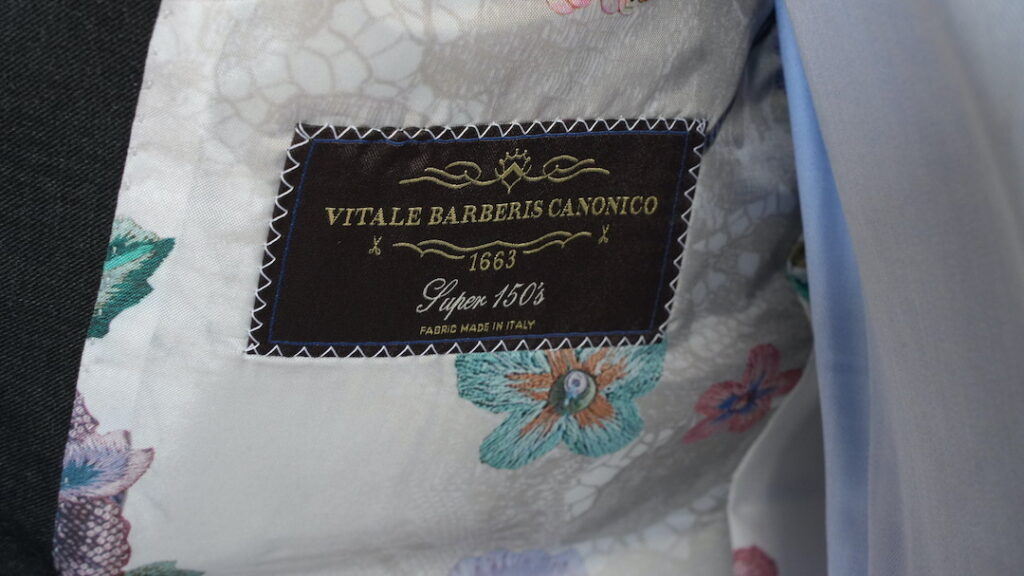 VITALE BARBERIS CANONICO
1663
Super 150's
FABRIC MADE IN ITALY